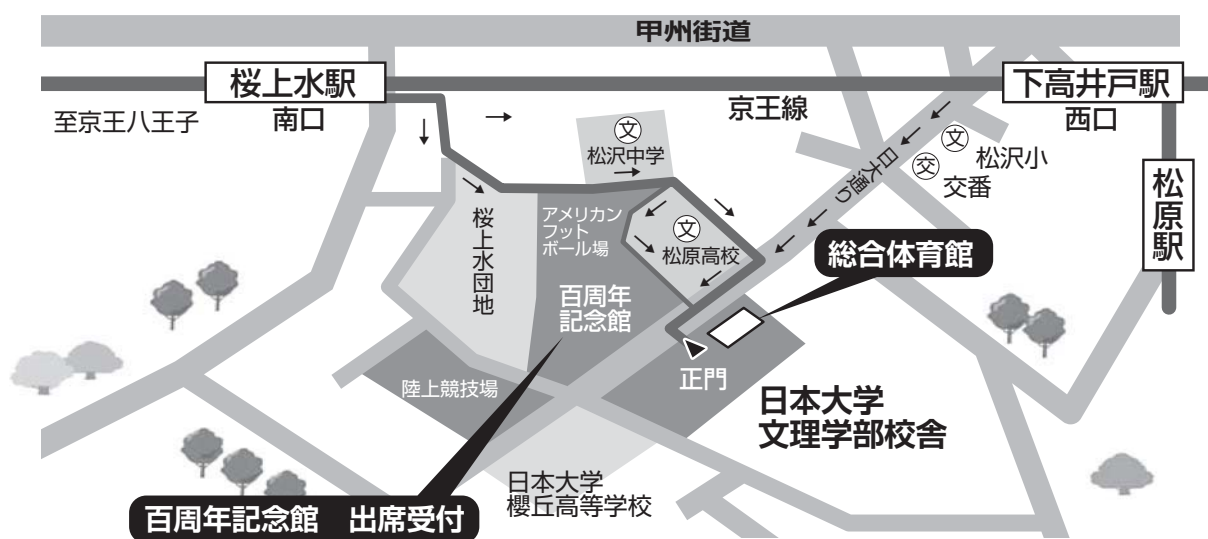 甲州街道
桜上水駅
下高井戸駅
至京王八王子
南口
京王線
西口
文
松沢中学
文
松沢小
交
交番
日大通り
松原駅
桜上水団地
アメリカン
フット
ボール場
文
松原高校
総合体育館
百周年
記念館
正門
陸上競技場
日本大学
文理学部校舎
日本大学
櫻丘高等学校
百周年記念館　出席受付